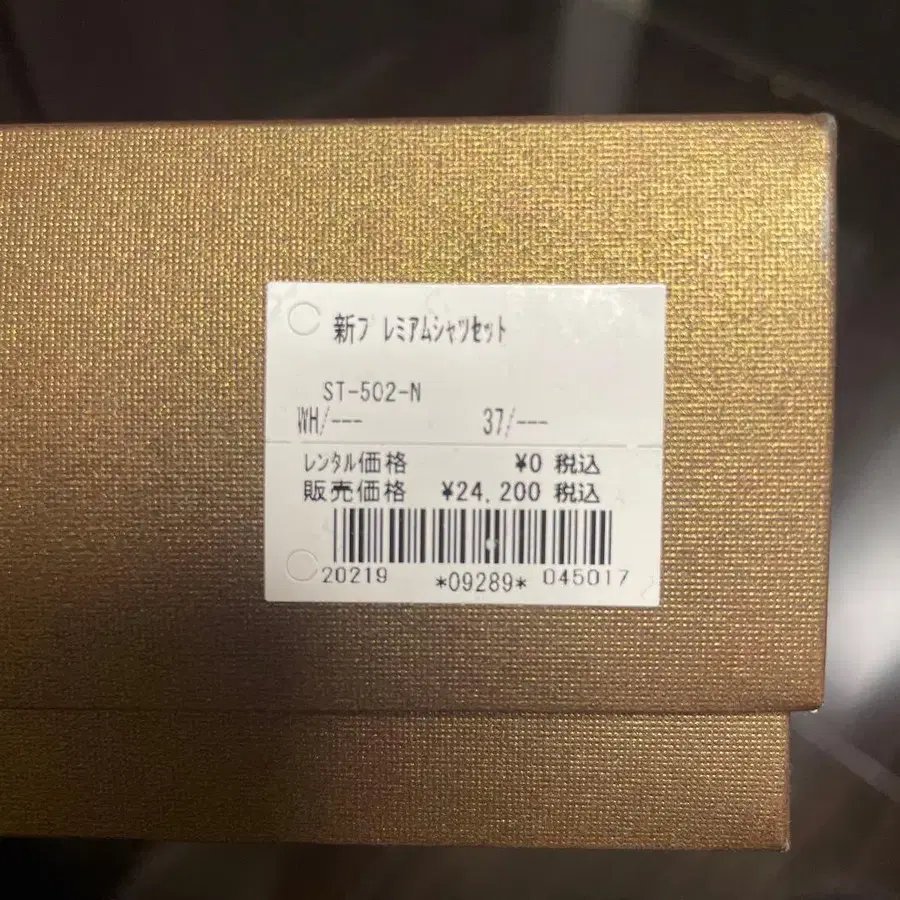 新プレミアムシャツセット
ST-502-N
WH/--- 37/---
レンタル価格 ¥0 税込
販売価格 ¥24,200 税込
20219 *09289* 045017